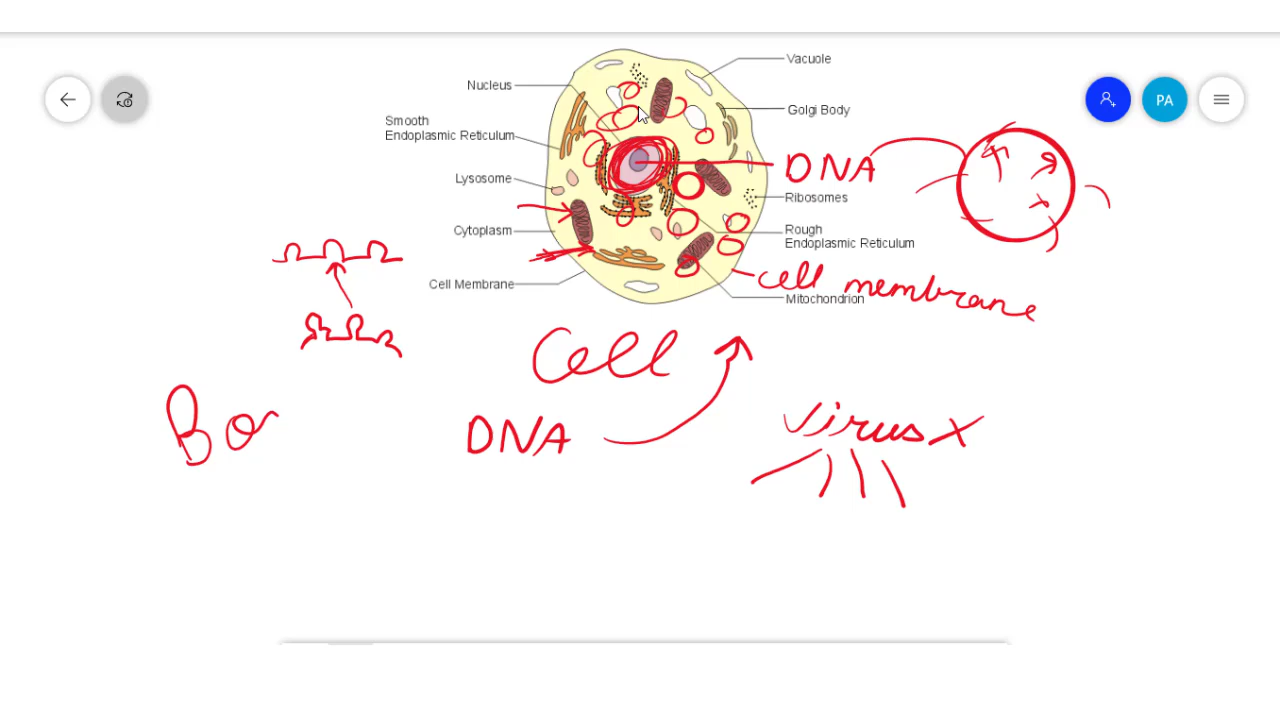 Vacuole
Nucleus
Golgi Body
Smooth
Endoplasmic Reticulum
PA
DNA
Lysosome
Ribosomes
Cytoplasm
Rough
Endoplasmic Reticulum
Cell Membrane
cell membrane
Mitochondrion
Cell
Bo
DNA
virus X